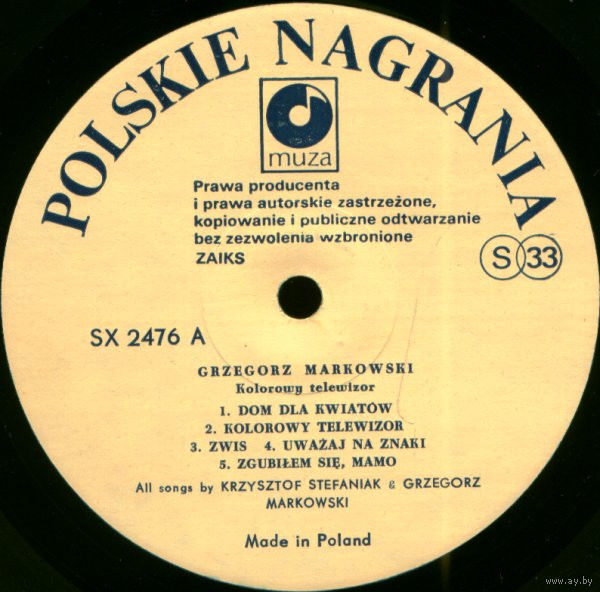 POLSKIE NAGRANIA
muza
Prawa producenta
i prawa autorskie zastrzeżone,
kopiowanie i publiczne odtwarzanie
bez zezwolenia wzbronione
ZAIKS
S 33
SX 2476 A
GRZEGORZ MARKOWSKI
Kolorowy telewizor
1. DOM DLA KWIATÓW
2. KOLOROWY TELEWIZOR
3. ZWIS 4. UWAŻAJ NA ZNAKI
5. ZGUBIŁEM SIĘ, MAMO
All songs by KRZYSZTOF STEFANIAK & GRZEGORZ
MARKOWSKI
Made in Poland
www.ay.by